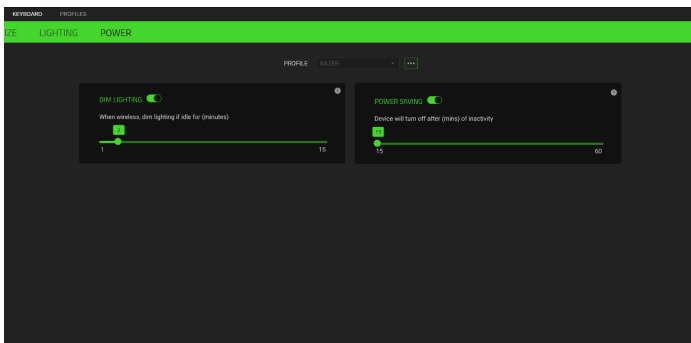 KEYBOARD PROFILES
IZE LIGHTING POWER
PROFILE RAZER
DIM LIGHTING
When wireless, dim lighting if idle for (minutes)
2
1 15
POWER SAVING
Device will turn off after (mins) of inactivity
15
15 60